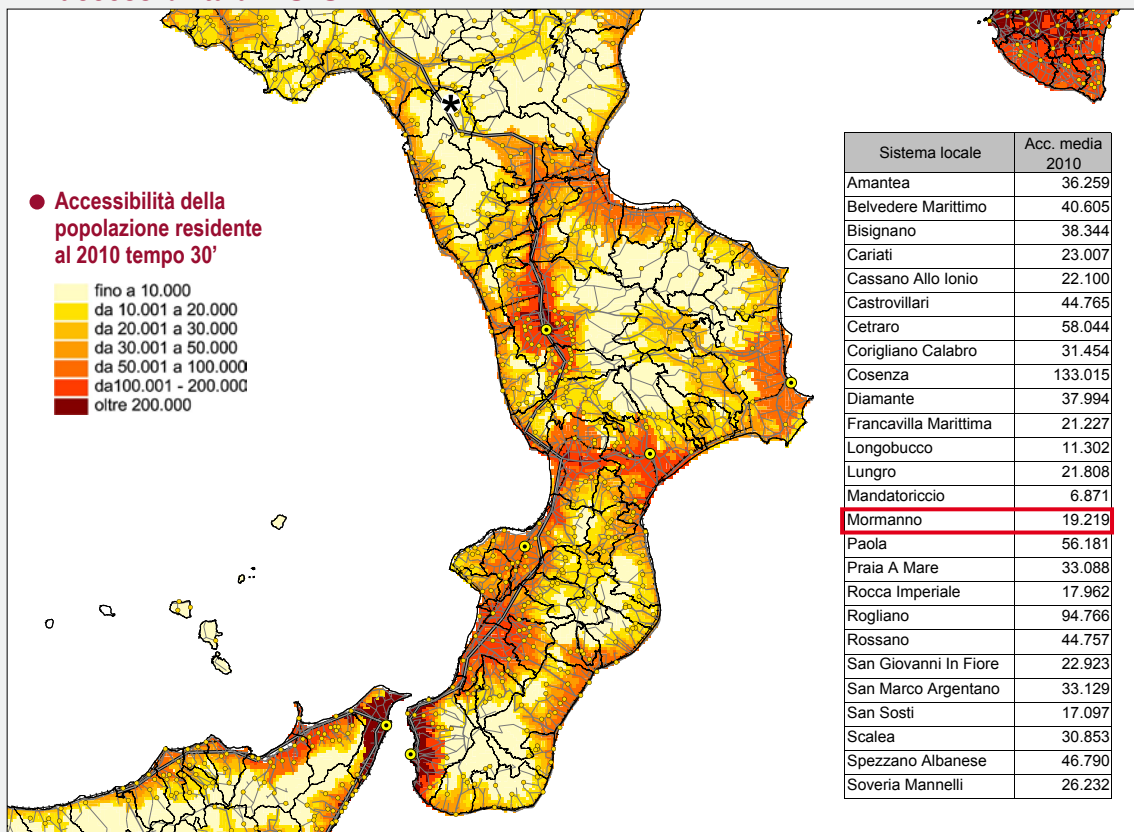 ● Accessibilità della
popolazione residente
al 2010 tempo 30’
fino a 10.000
da 10.001 a 20.000
da 20.001 a 30.000
da 30.001 a 50.000
da 50.001 a 100.000
da100.001 - 200.000
oltre 200.000
*
Sistema locale Acc. media 2010
Amantea 36.259
Belvedere Marittimo 40.605
Bisignano 38.344
Cariati 23.007
Cassano Allo Ionio 22.100
Castrovillari 44.765
Cetraro 58.044
Corigliano Calabro 31.454
Cosenza 133.015
Diamante 37.994
Francavilla Marittima 21.227
Longobucco 11.302
Lungro 21.808
Mandatoriccio 6.871
Mormanno 19.219
Paola 56.181
Praia A Mare 33.088
Rocca Imperiale 17.962
Rogliano 94.766
Rossano 44.757
San Giovanni In Fiore 22.923
San Marco Argentano 33.129
San Sosti 17.097
Scalea 30.853
Spezzano Albanese 46.790
Soveria Mannelli 26.232